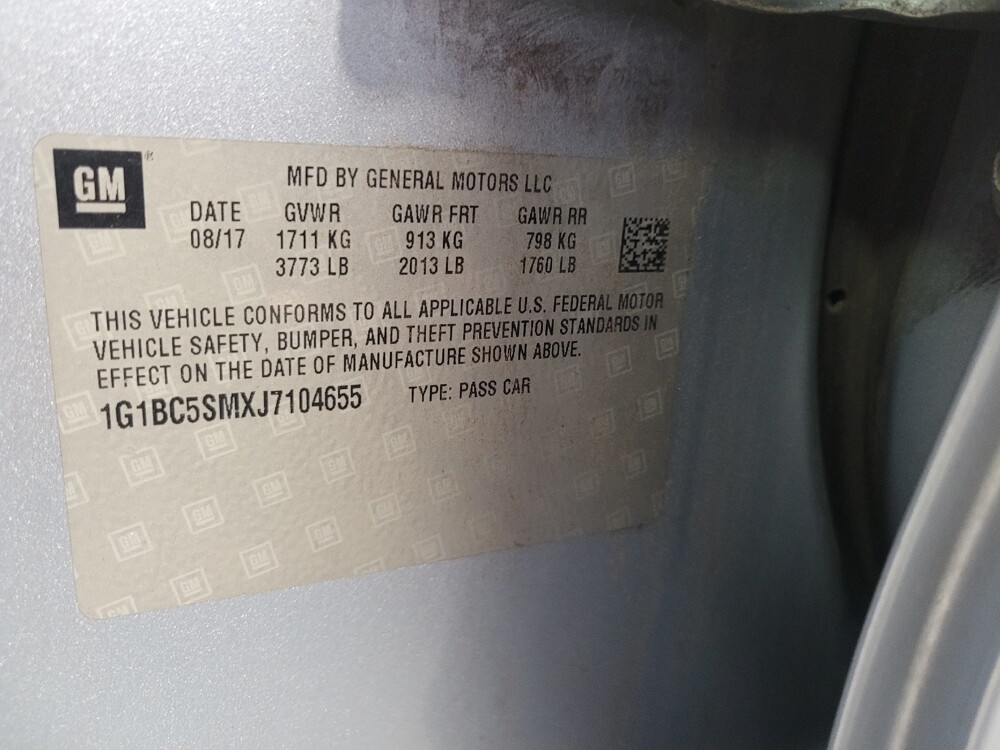 GM
MFD BY GENERAL MOTORS LLC
DATE GVWR GAWR FRT GAWR RR
08/17 1711 KG 913 KG 798 KG
3773 LB 2013 LB 1760 LB
THIS VEHICLE CONFORMS TO ALL APPLICABLE U.S. FEDERAL MOTOR
VEHICLE SAFETY, BUMPER, AND THEFT PREVENTION STANDARDS IN
EFFECT ON THE DATE OF MANUFACTURE SHOWN ABOVE.
1G1BC5SMXJ7104655 TYPE: PASS CAR